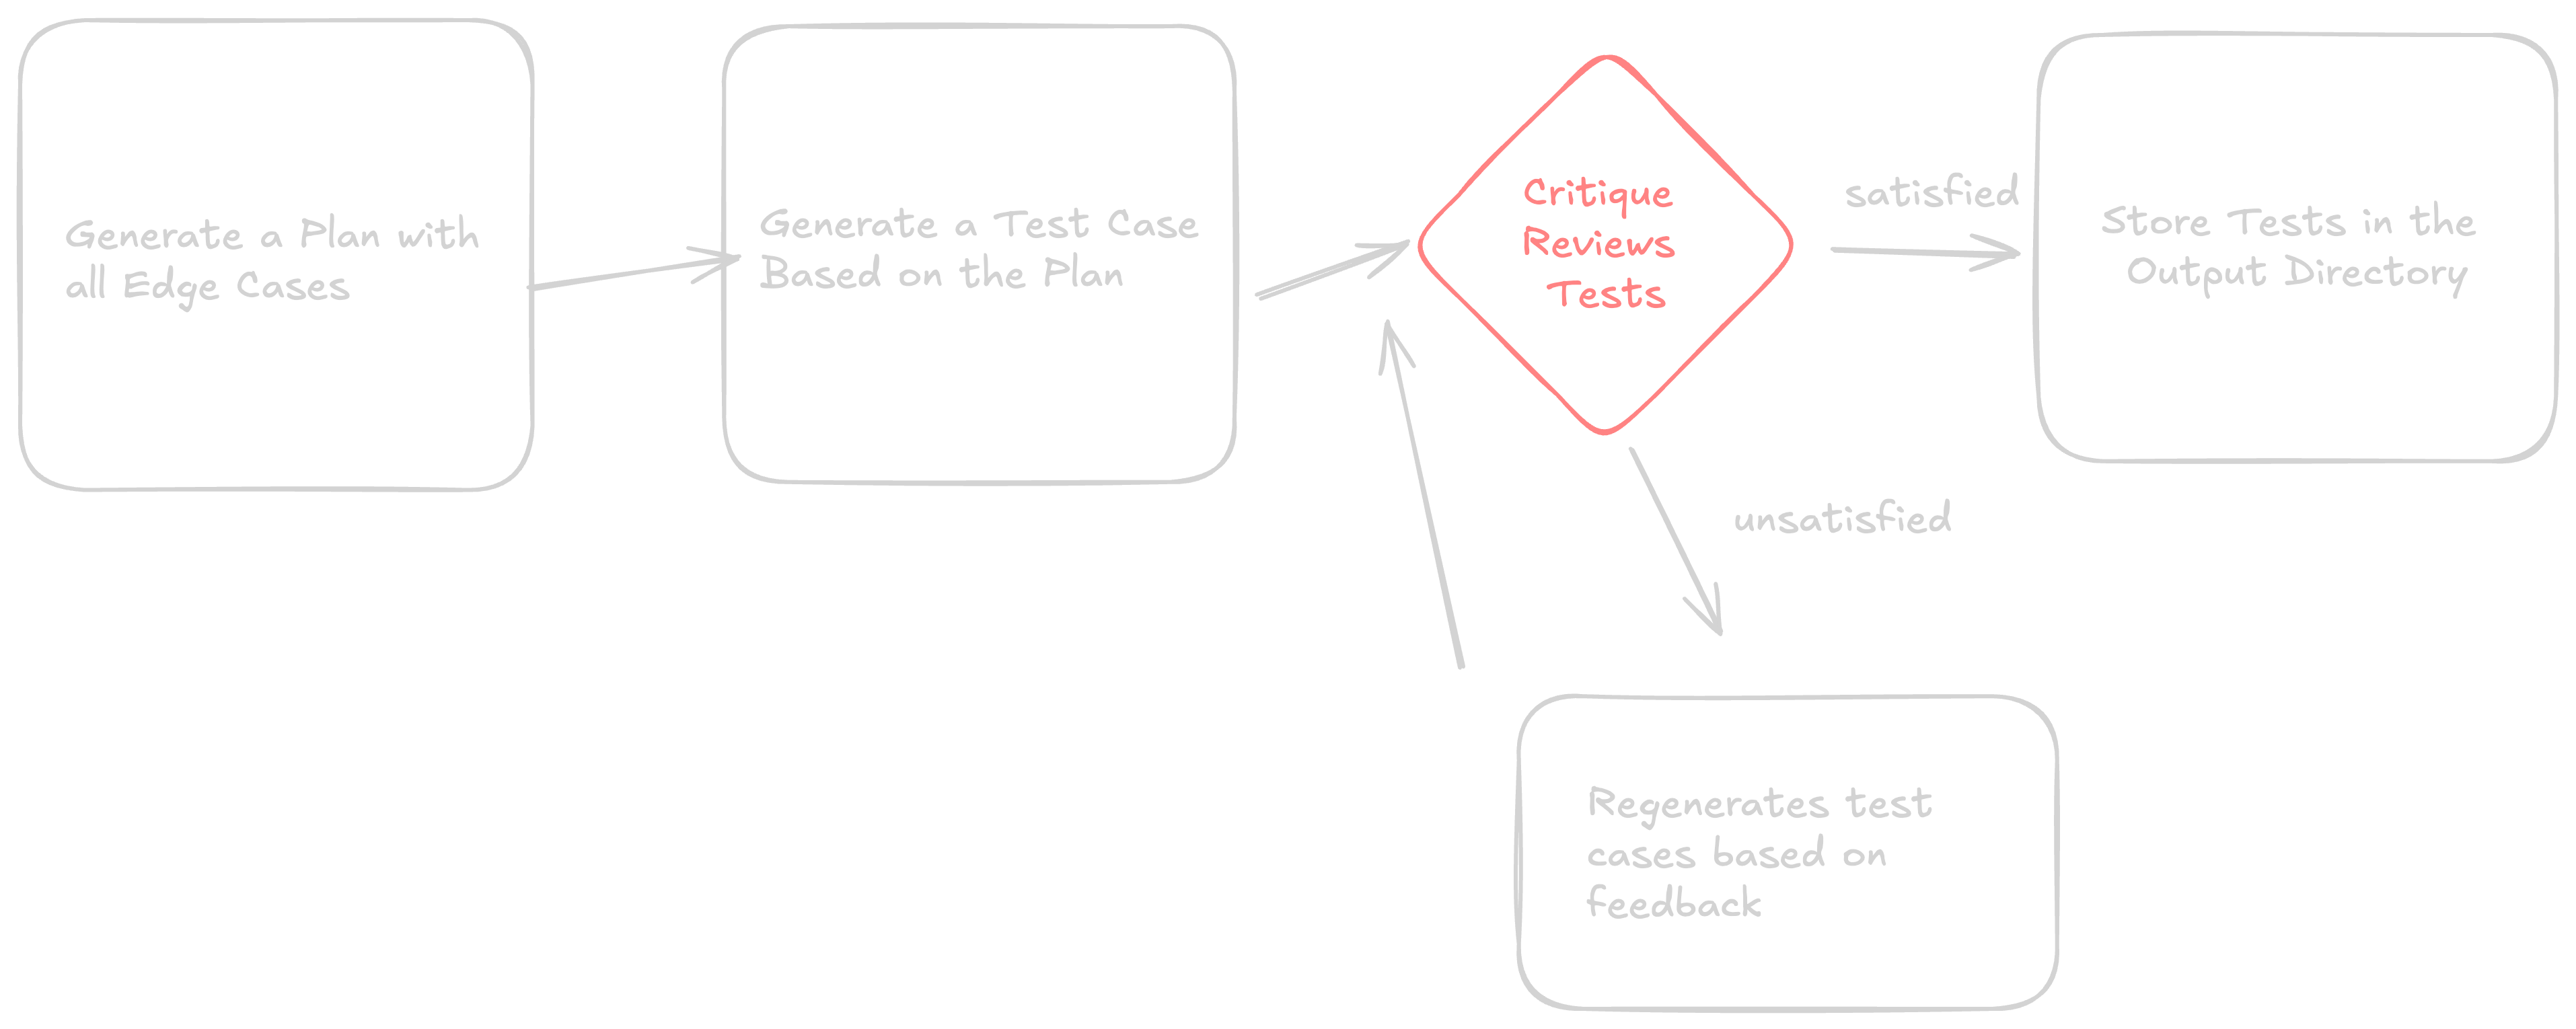 Generate a Plan with
all Edge Cases
Generate a Test Case
Based on the Plan
Critique
Reviews
Tests
satisfied
Store Tests in the
Output Directory
unsatisfied
Regenerates test
cases based on
feedback